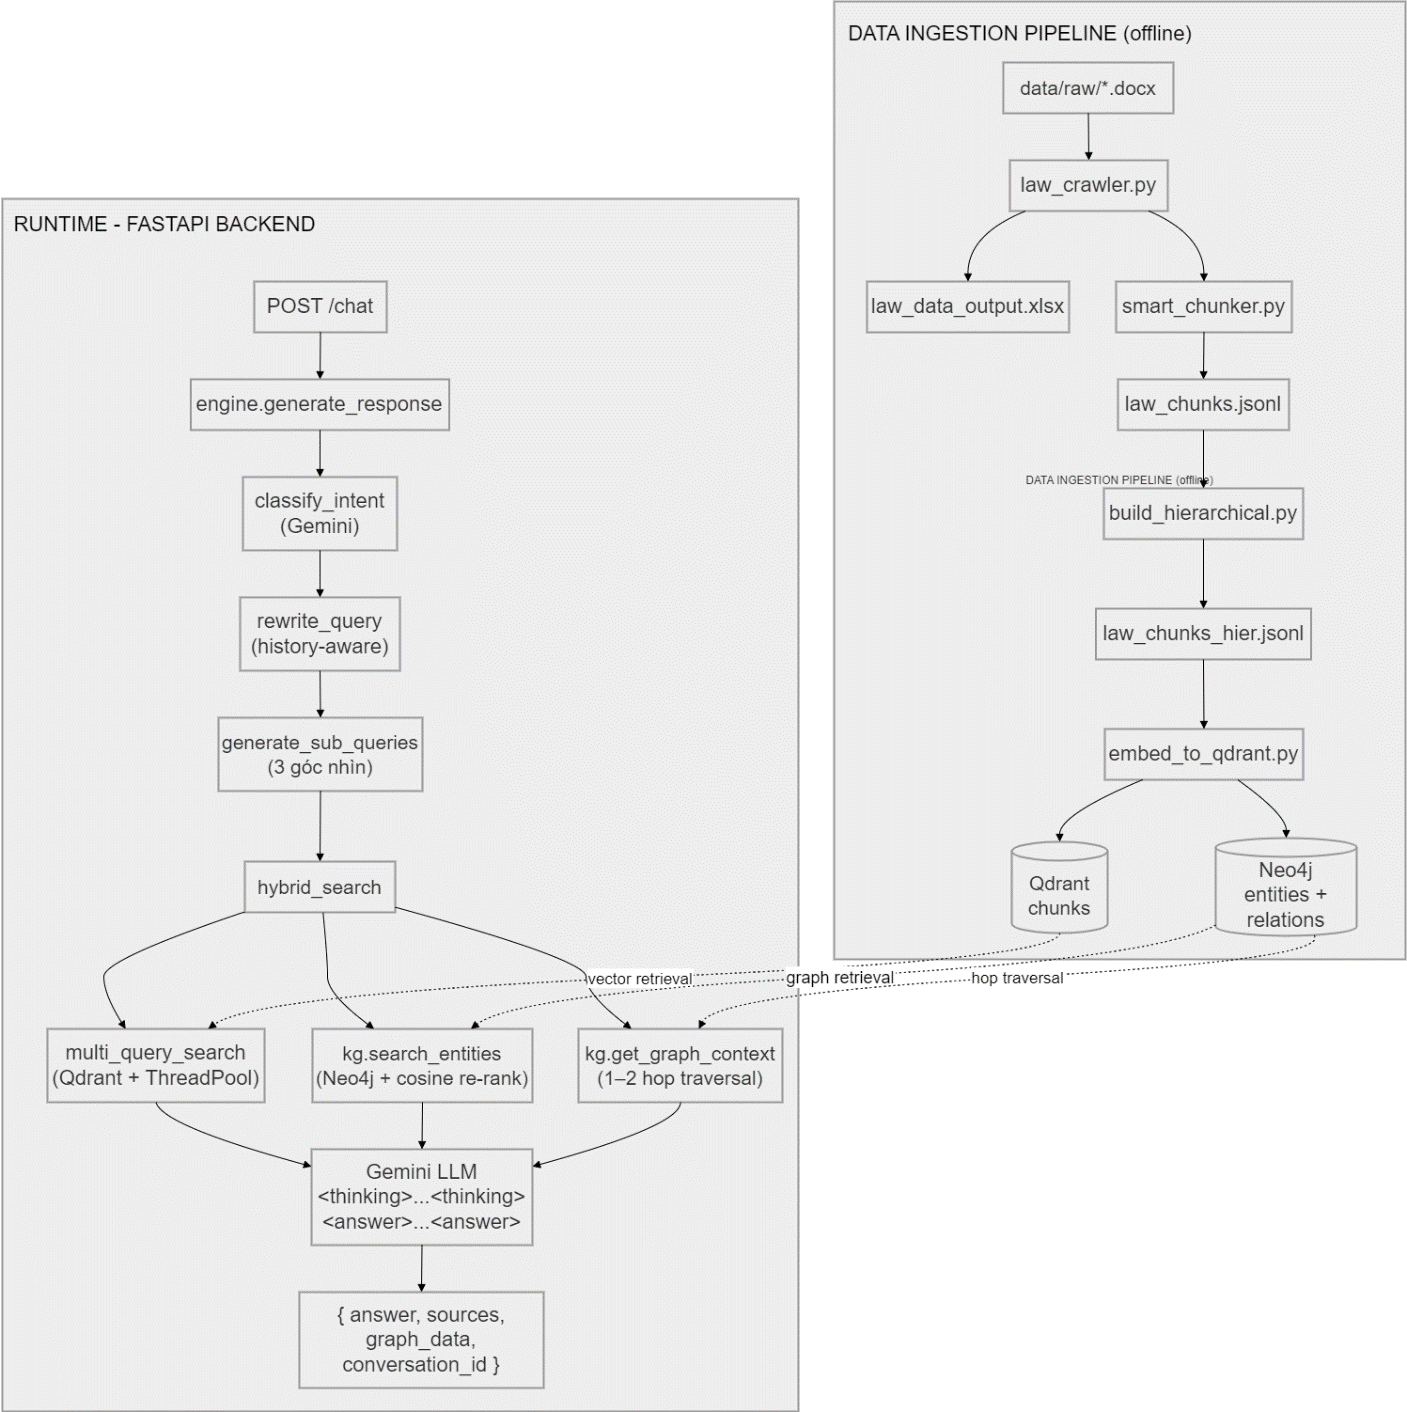 DATA INGESTION PIPELINE (offline)
data/raw/*.docx
law_crawler.py
law_data_output.xlsx
smart_chunker.py
law_chunks.jsonl
DATA INGESTION PIPELINE (offline)
build_hierarchical.py
law_chunks_hier.jsonl
embed_to_qdrant.py
Qdrant
chunks
Neo4j
entities +
relations
RUNTIME - FASTAPI BACKEND
POST /chat
engine.generate_response
classify_intent
(Gemini)
rewrite_query
(history-aware)
generate_sub_queries
(3 góc nhìn)
hybrid_search
vector retrieval
graph retrieval
hop traversal
multi_query_search
(Qdrant + ThreadPool)
kg.search_entities
(Neo4j + cosine re-rank)
kg.get_graph_context
(1–2 hop traversal)
Gemini LLM
<thinking>...<thinking>
<answer>...<answer>
{ answer, sources,
graph_data,
conversation_id }